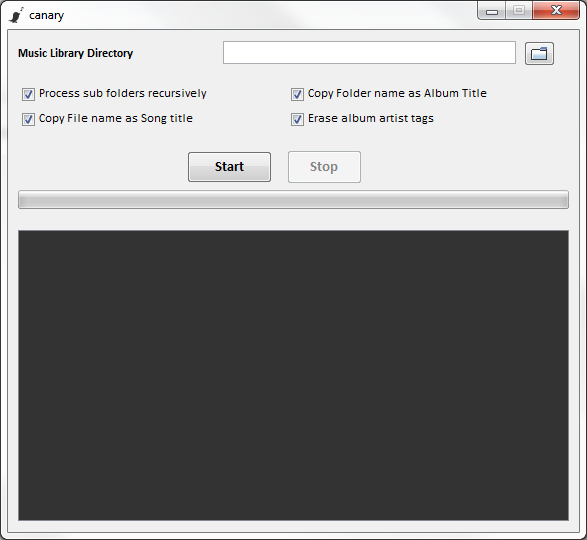 canary
Music Library Directory
Process sub folders recursively
Copy Folder name as Album Title
Copy File name as Song title
Erase album artist tags
Start
Stop